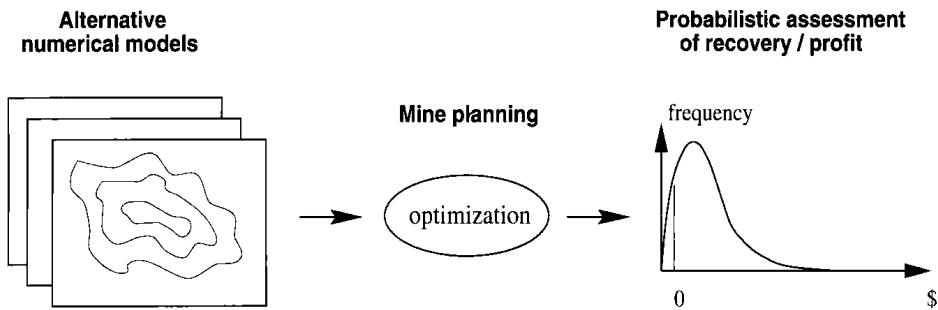 Alternative
numerical models
Mine planning
optimization
Probabilistic assessment
of recovery / profit
frequency
0
$